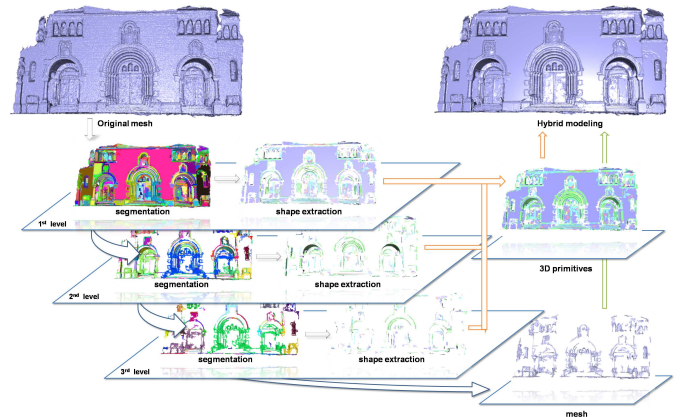 Original mesh
Hybrid modeling
segmentation
shape extraction
1st level
segmentation
shape extraction
3D primitives
2nd level
segmentation
shape extraction
3rd level
mesh